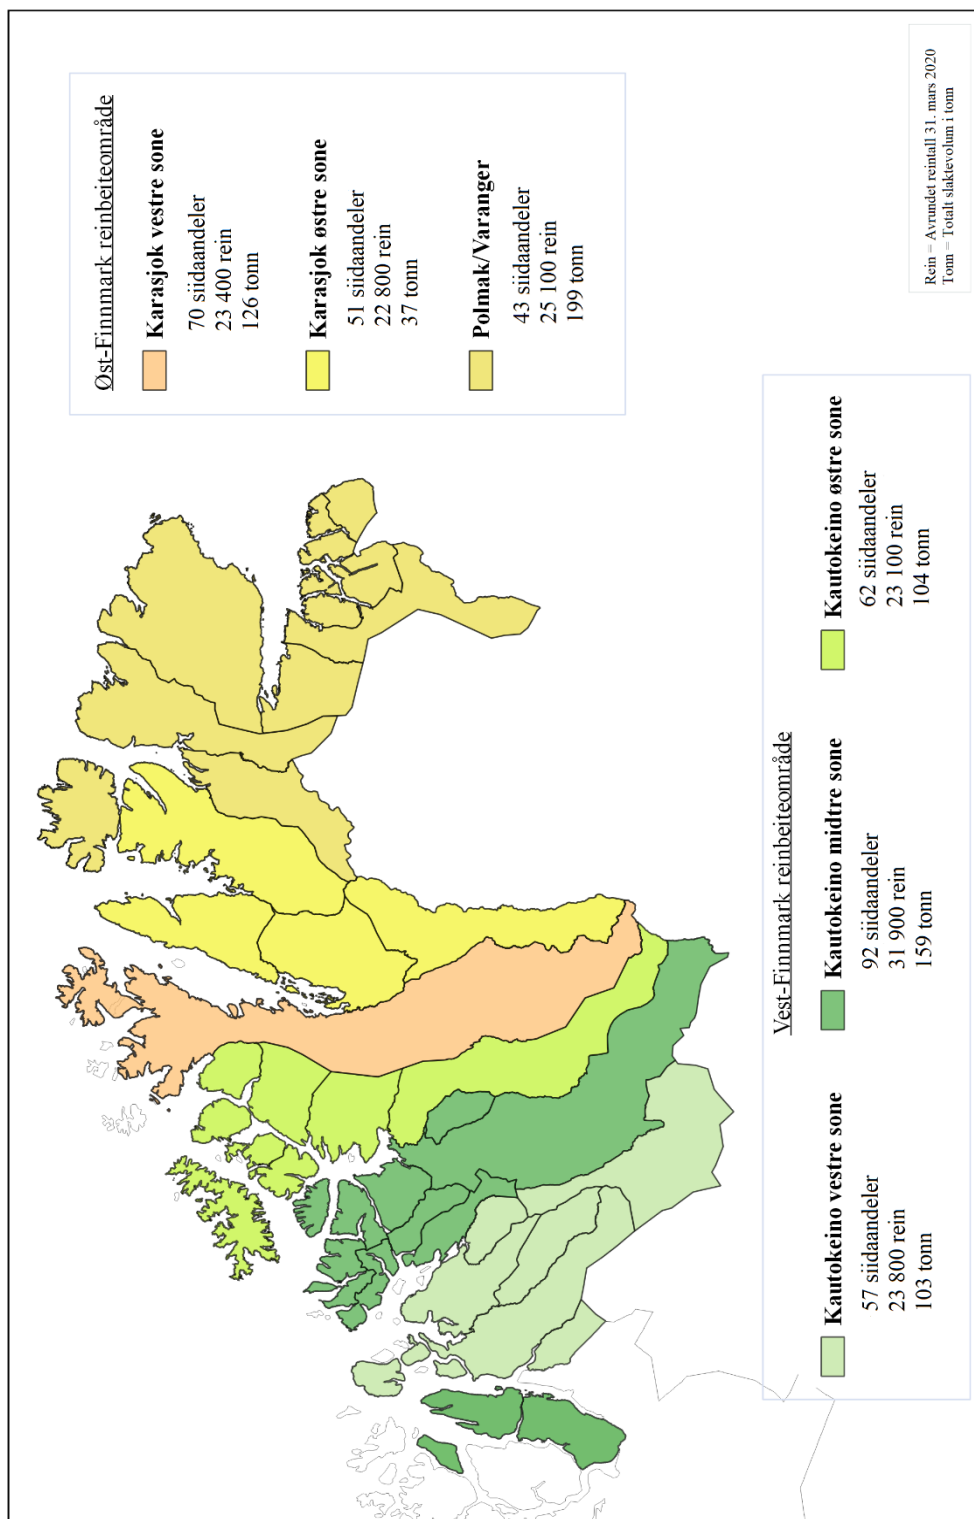 Øst-Finnmark reinbeiteområde
Karasjok vestre sone
70 siidaandeler
23 400 rein
126 tonn
Karasjok østre sone
51 siidaandeler
22 800 rein
37 tonn
Polmak/Varanger
43 siidaandeler
25 100 rein
199 tonn
Vest-Finnmark reinbeiteområde
Kautokeino vestre sone
57 siidaandeler
23 800 rein
103 tonn
Kautokeino midtre sone
92 siidaandeler
31 900 rein
159 tonn
Kautokeino østre sone
62 siidaandeler
23 100 rein
104 tonn
Rein = Avrundet reintall 31. mars 2020
Tonn = Totalt slaktevolum i tonn